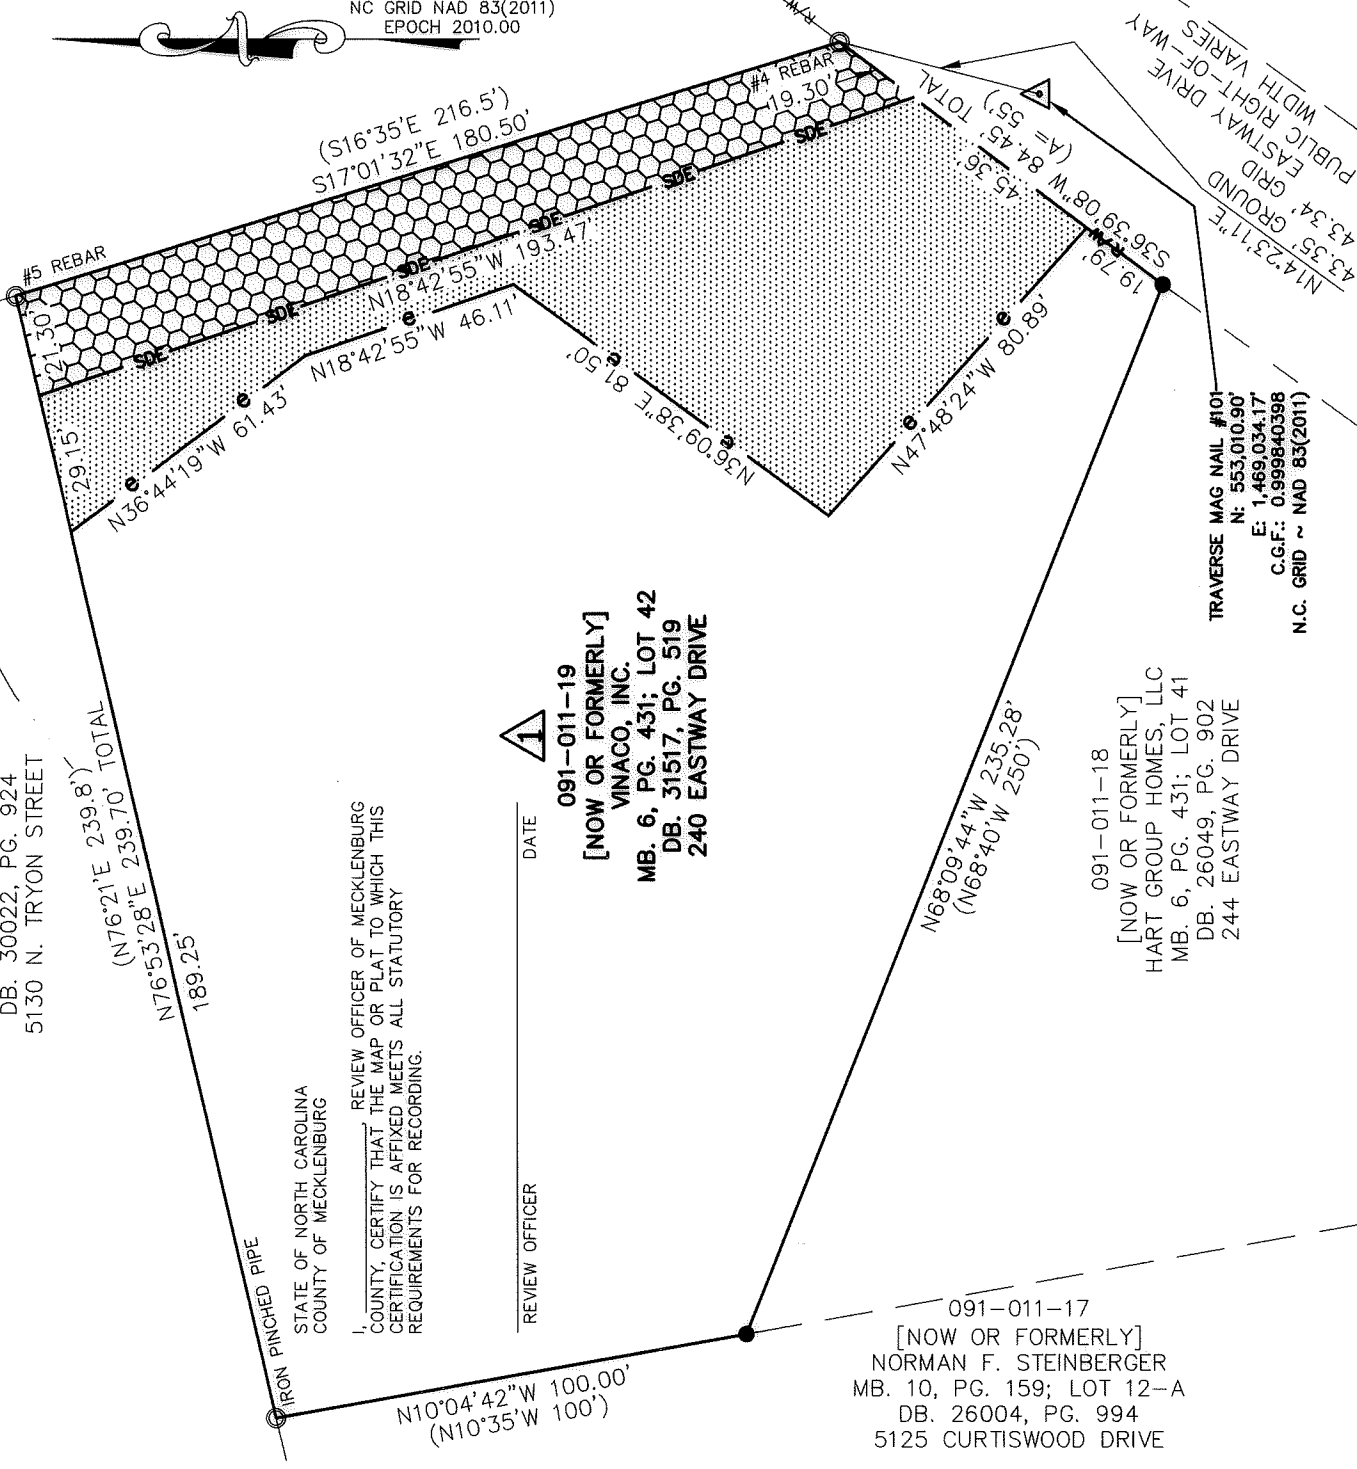 NC GRID NAD 83(2011)
EPOCH 2010.00
R/W
EASTWAY DRIVE
PUBLIC RIGHT-OF-WAY
WIDTH VARIES
#4 REBAR
19.30'
(S16°35'E 216.5')
S17°01'32"E 180.50'
#5 REBAR
21.30'
SDE
SDE
SDE
SDE
SDE
SDE
N18°42'55"W 193.47'
N18°42'55"W 46.11'
e
e
e
N36°44'19"W 61.43'
29.15'
e
e
N36°09'38"E 81.50'
e
e
N47°48'24"W 80.89'
TOTAL
(A= 55')
S36°39'08"W 84.45'
45.36'
R/W
19.79'
N14°23'11"E
43.35' GROUND
43.34' GRID
TRAVERSE MAG NAIL #101
N: 553,010.90'
E: 1,469,034.17'
C.G.F.: 0.999840398
N.C. GRID ~ NAD 83(2011)
DB. 30022, PG. 924
5130 N. TRYON STREET
(N76°21'E 239.8')
N76°53'28"E 239.70' TOTAL
189.25'
1
091-011-19
[NOW OR FORMERLY]
VINACO, INC.
MB. 6, PG. 431; LOT 42
DB. 31517, PG. 519
240 EASTWAY DRIVE
STATE OF NORTH CAROLINA
COUNTY OF MECKLENBURG
I, REVIEW OFFICER OF MECKLENBURG
COUNTY, CERTIFY THAT THE MAP OR PLAT TO WHICH THIS
CERTIFICATION IS AFFIXED MEETS ALL STATUTORY
REQUIREMENTS FOR RECORDING.
REVIEW OFFICER DATE
N68°09'44"W 235.28'
(N68°40'W 250')
091-011-18
[NOW OR FORMERLY]
HART GROUP HOMES, LLC
MB. 6, PG. 431; LOT 41
DB. 26049, PG. 902
244 EASTWAY DRIVE
IRON PINCHED PIPE
N10°04'42"W 100.00'
(N10°35'W 100')
091-011-17
[NOW OR FORMERLY]
NORMAN F. STEINBERGER
MB. 10, PG. 159; LOT 12-A
DB. 26004, PG. 994
5125 CURTISWOOD DRIVE